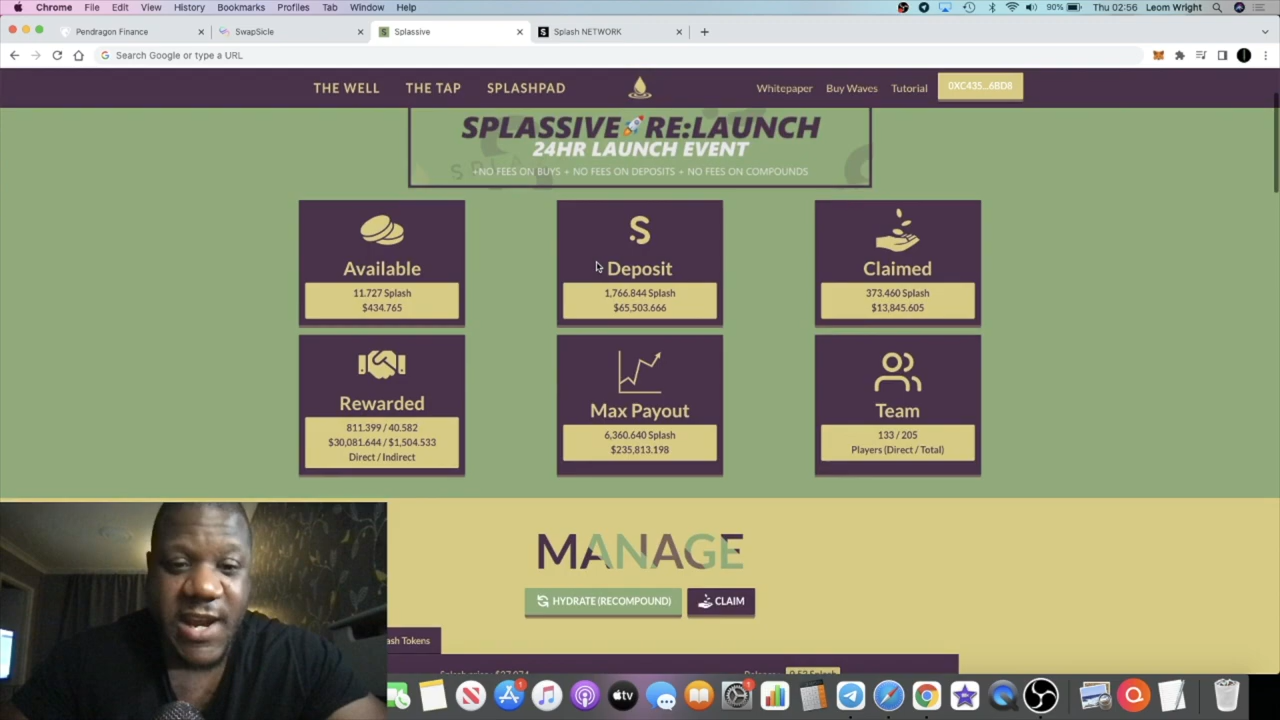 Chrome File Edit View History Bookmarks Profiles Tab Window Help 90% Thu 02:56 Leom Wright
Pendragon Finance SwapSicle Splassive Splash NETWORK
Search Google or type a URL
THE WELL THE TAP SPLASHPAD Whitepaper Buy Waves Tutorial 0XC435...6BD8
SPLASSIVE🚀RE:LAUNCH
24HR LAUNCH EVENT
+NO FEES ON BUYS + NO FEES ON DEPOSITS + NO FEES ON COMPOUNDS
Available
11.727 Splash
$434.765
Deposit
1,766.844 Splash
$65,503.666
Claimed
373.460 Splash
$13,845.605
Rewarded
811.399 / 40.582
$30,081.644 / $1,504.533
Direct / Indirect
Max Payout
6,360.640 Splash
$235,813.198
Team
133 / 205
Players (Direct / Total)
MANAGE
HYDRATE (RECOMPOUND) CLAIM
Tokens